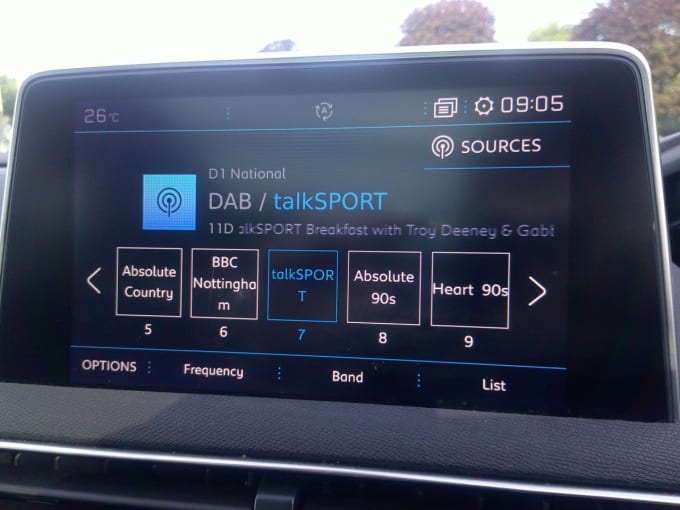 26°C
A
09:05
SOURCES
D1 National
DAB / talkSPORT
11D alkSPORT Breakfast with Troy Deeney & Gabb
Absolute
Country
BBC
Nottingha
m
talkSPOR
T
Absolute
90s
Heart 90s
5
6
7
8
9
OPTIONS
Frequency
Band
List